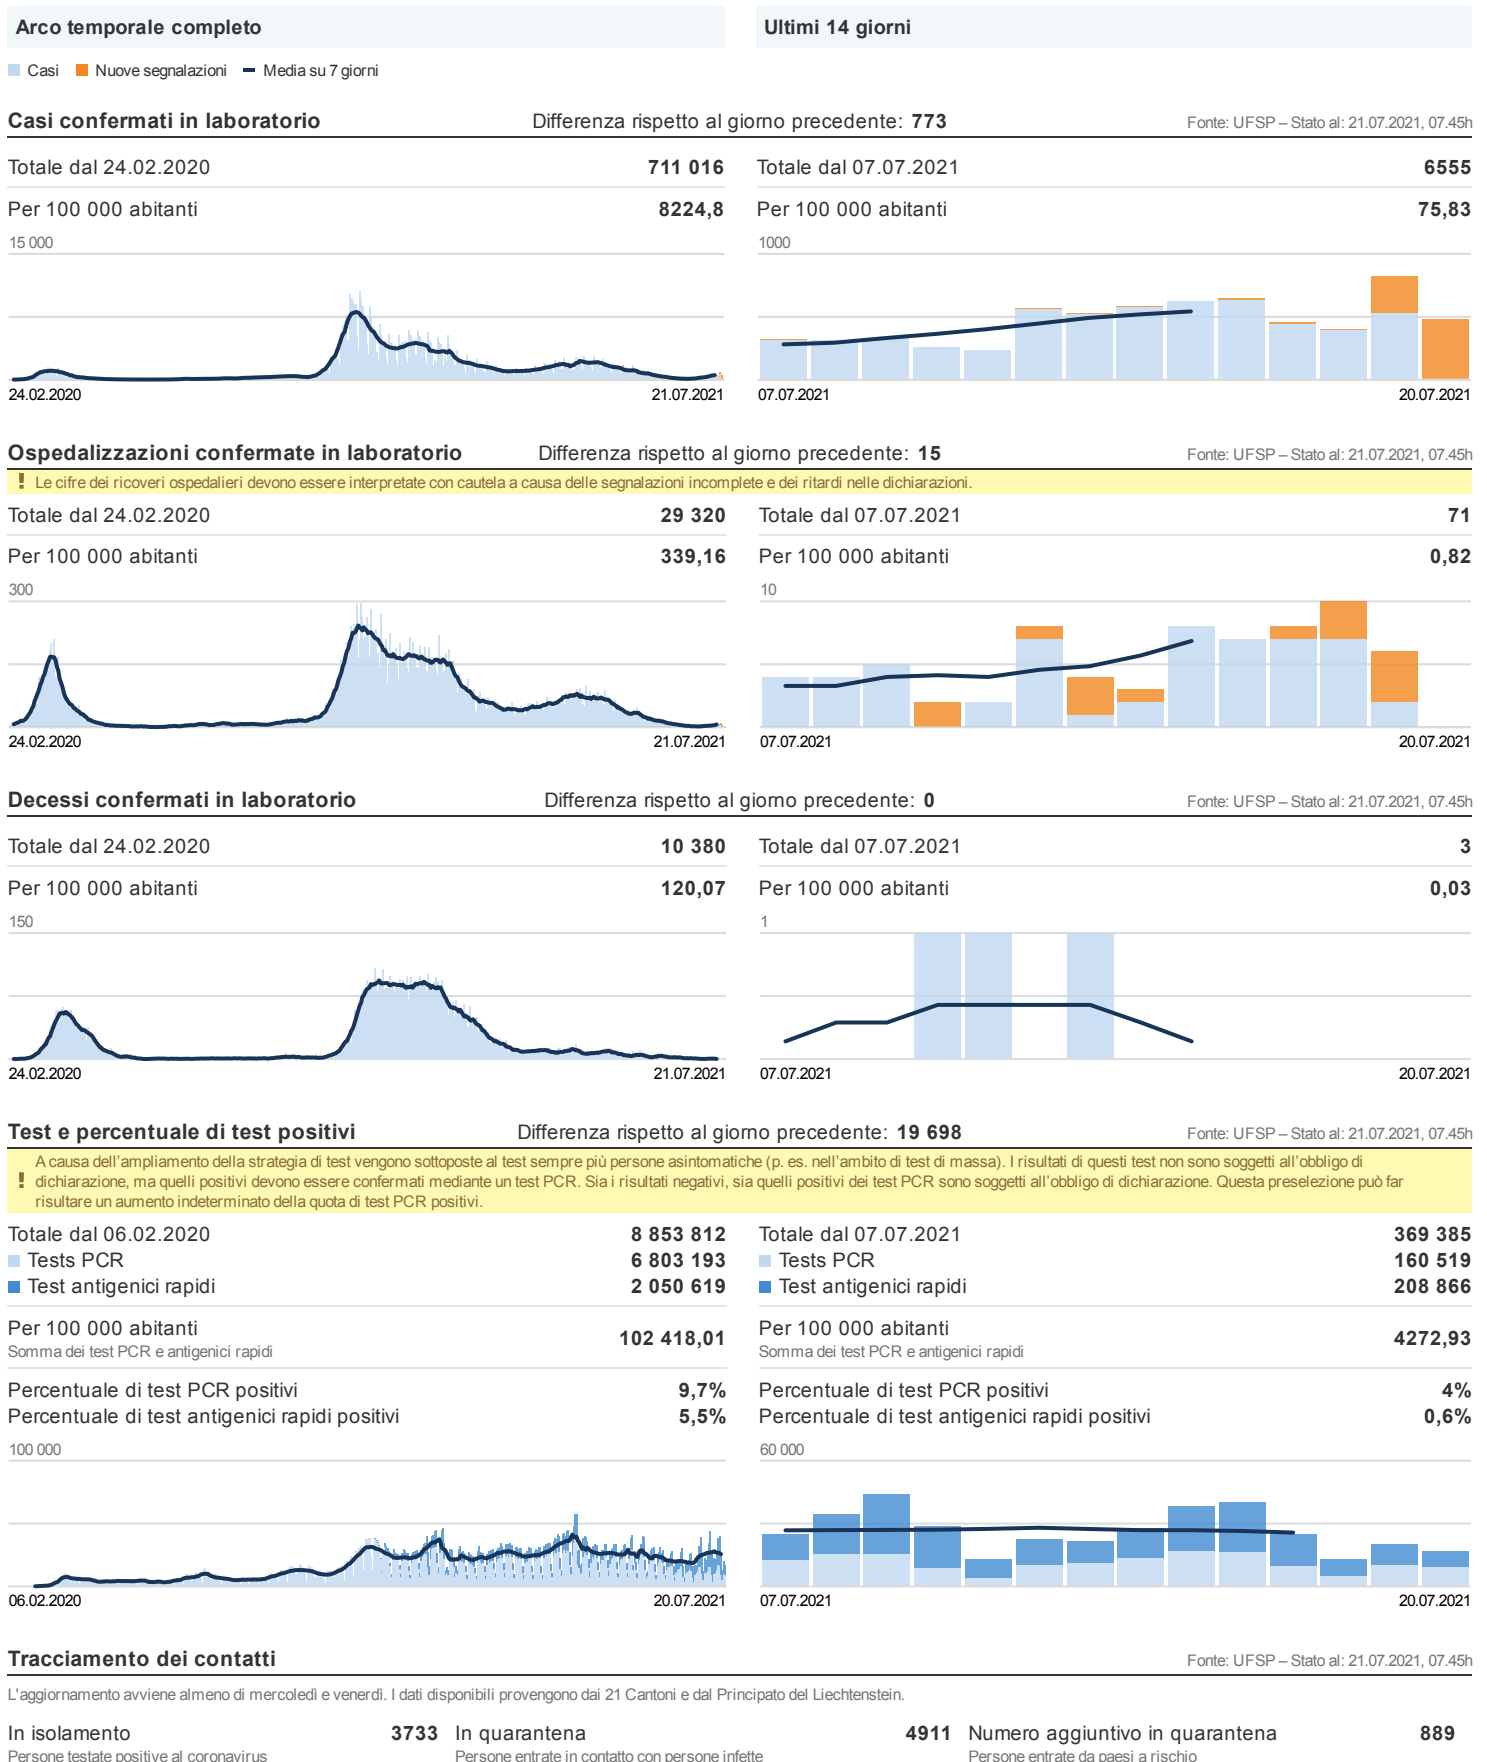 Arco temporale completo
Ultimi 14 giorni
Casi Nuove segnalazioni Media su 7 giorni
Casi confermati in laboratorio Differenza rispetto al giorno precedente: 773 Fonte: UFSP – Stato al: 21.07.2021, 07.45h
Totale dal 24.02.2020 711 016
Per 100 000 abitanti 8224,8
15 000
24.02.2020 21.07.2021
Totale dal 07.07.2021 6555
Per 100 000 abitanti 75,83
1000
07.07.2021 20.07.2021
Ospedalizzazioni confermate in laboratorio Differenza rispetto al giorno precedente: 15 Fonte: UFSP – Stato al: 21.07.2021, 07.45h
! Le cifre dei ricoveri ospedalieri devono essere interpretate con cautela a causa delle segnalazioni incomplete e dei ritardi nelle dichiarazioni.
Totale dal 24.02.2020 29 320
Per 100 000 abitanti 339,16
300
24.02.2020 21.07.2021
Totale dal 07.07.2021 71
Per 100 000 abitanti 0,82
10
07.07.2021 20.07.2021
Decessi confermati in laboratorio Differenza rispetto al giorno precedente: 0 Fonte: UFSP – Stato al: 21.07.2021, 07.45h
Totale dal 24.02.2020 10 380
Per 100 000 abitanti 120,07
150
24.02.2020 21.07.2021
Totale dal 07.07.2021 3
Per 100 000 abitanti 0,03
1
07.07.2021 20.07.2021
Test e percentuale di test positivi Differenza rispetto al giorno precedente: 19 698 Fonte: UFSP – Stato al: 21.07.2021, 07.45h
A causa dell'ampliamento della strategia di test vengono sottoposte al test sempre più persone asintomatiche (p. es. nell'ambito di test di massa). I risultati di questi test non sono soggetti all'obbligo di
! dichiarazione, ma quelli positivi devono essere confermati mediante un test PCR. Sia i risultati negativi, sia quelli positivi dei test PCR sono soggetti all'obbligo di dichiarazione. Questa preselezione può far
risultare un aumento indeterminato della quota di test PCR positivi.
Totale dal 06.02.2020 8 853 812
Tests PCR 6 803 193
Test antigenici rapidi 2 050 619
Per 100 000 abitanti 102 418,01
Somma dei test PCR e antigenici rapidi
Percentuale di test PCR positivi 9,7%
Percentuale di test antigenici rapidi positivi 5,5%
100 000
06.02.2020 20.07.2021
Totale dal 07.07.2021 369 385
Tests PCR 160 519
Test antigenici rapidi 208 866
Per 100 000 abitanti 4272,93
Somma dei test PCR e antigenici rapidi
Percentuale di test PCR positivi 4%
Percentuale di test antigenici rapidi positivi 0,6%
60 000
07.07.2021 20.07.2021
Tracciamento dei contatti Fonte: UFSP – Stato al: 21.07.2021, 07.45h
L'aggiornamento avviene almeno di mercoledì e venerdì. I dati disponibili provengono dai 21 Cantoni e dal Principato del Liechtenstein.
In isolamento 3733
Persone testate positive al coronavirus
In quarantena 4911
Persone entrate in contatto con persone infette
Numero aggiuntivo in quarantena 889
Persone entrate da paesi a rischio